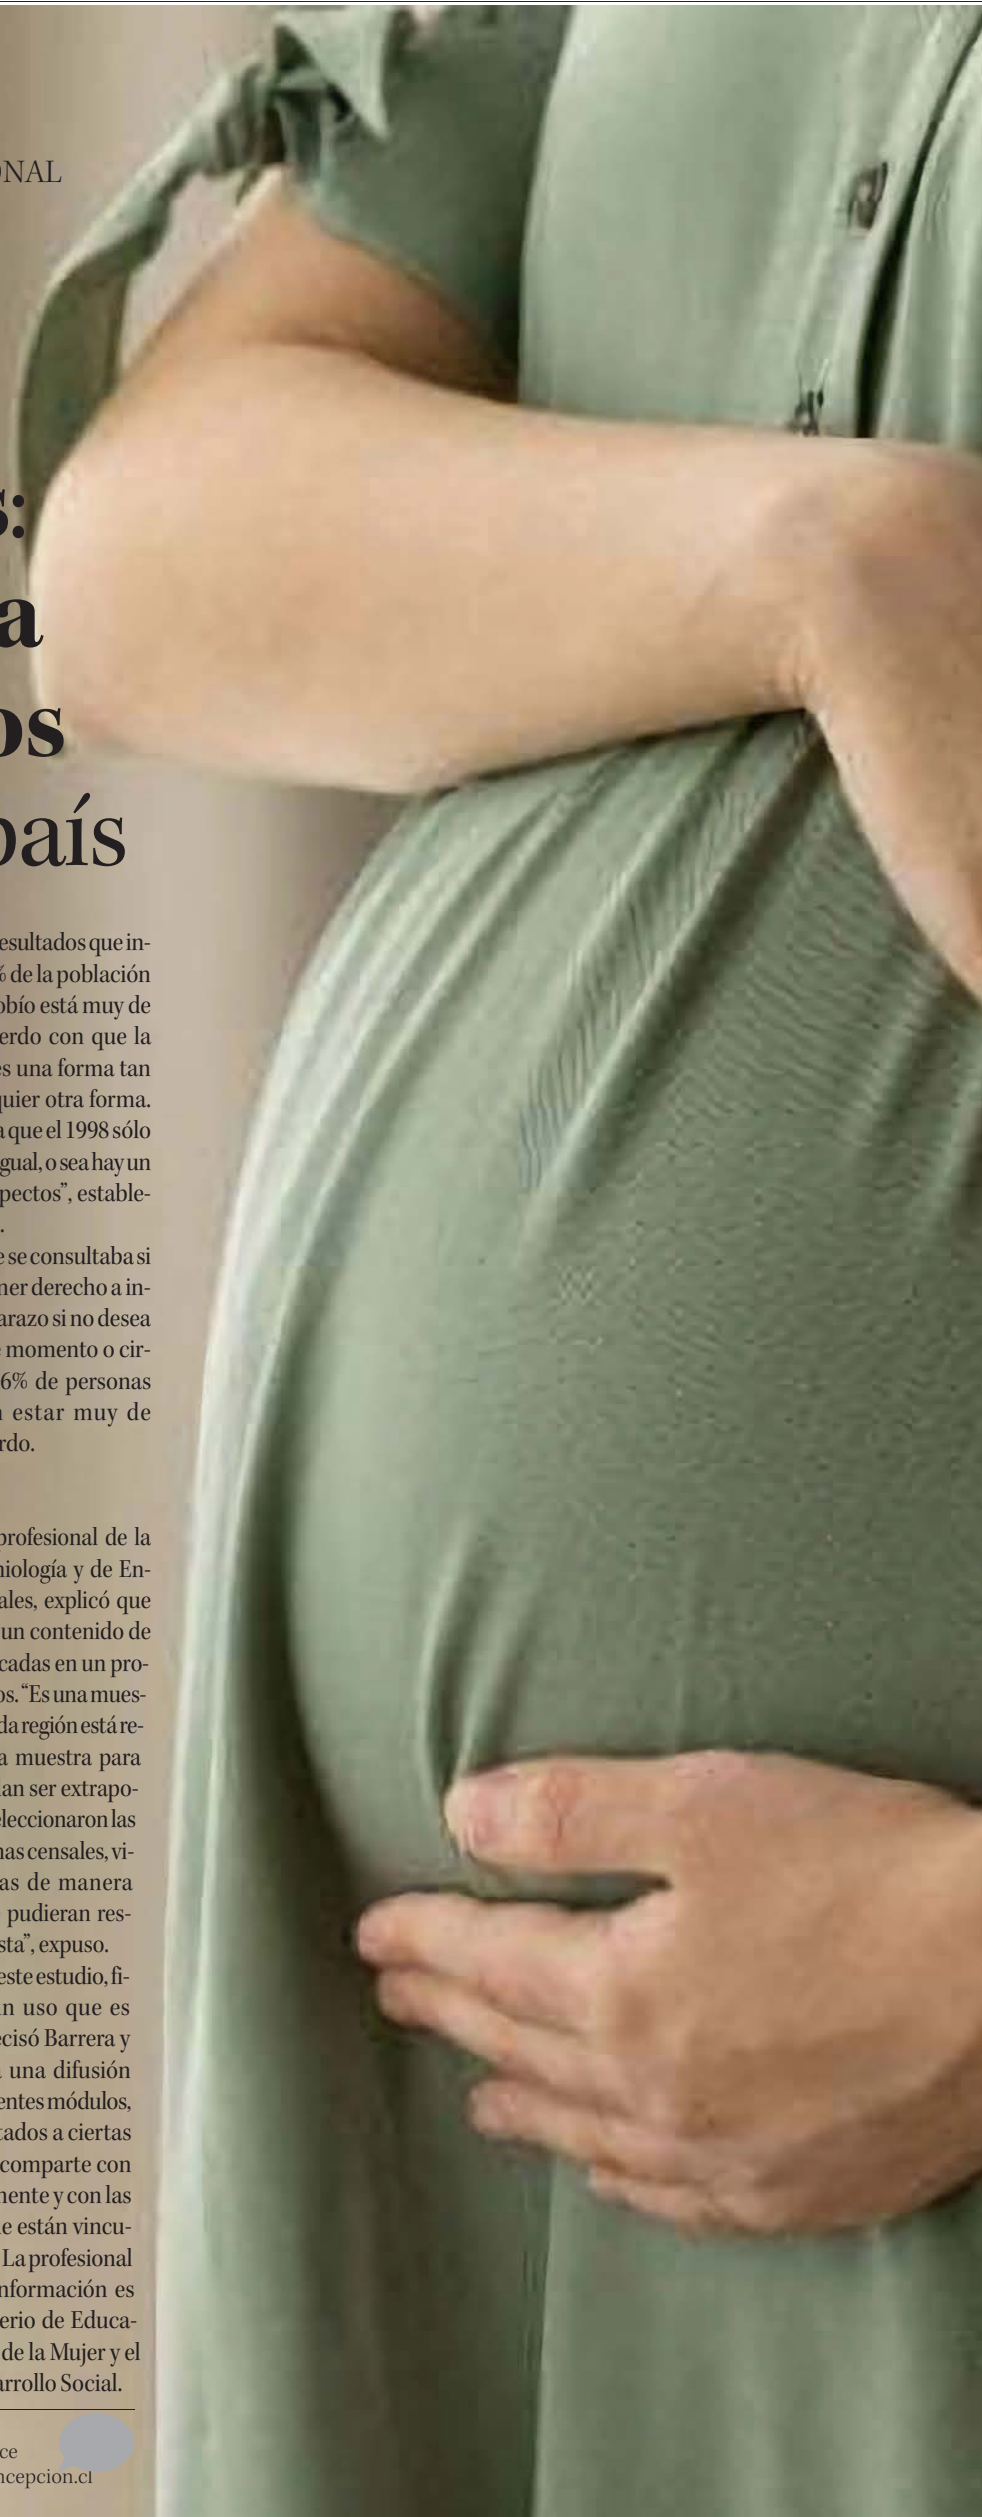 ONAL
s:
a
os
país
esultados que in-
% de la población
obío está muy de
erdo con que la
es una forma tan
quier otra forma.
a que el 1998 sólo
gual, o sea hay un
pectos”, estable-
.
e se consultaba si
ner derecho a in-
arazo si no desea
e momento o cir-
6% de personas
n estar muy de
rdo.
profesional de la
miología y de En-
ales, explicó que
un contenido de
cadas en un pro-
os. “Es una mues-
da región está re-
a muestra para
an ser extrapo-
eleccionaron las
nas censales, vi-
as de manera
pudieran res-
sta”, expuso.
este estudio, fi-
un uso que es
ecisó Barrera y
a una difusión
entes módulos,
tados a ciertas
comparte con
mente y con las
e están vincu-
La profesional
nformación es
erio de Educa-
de la Mujer y el
arrollo Social.
ce
ncepcion.cl